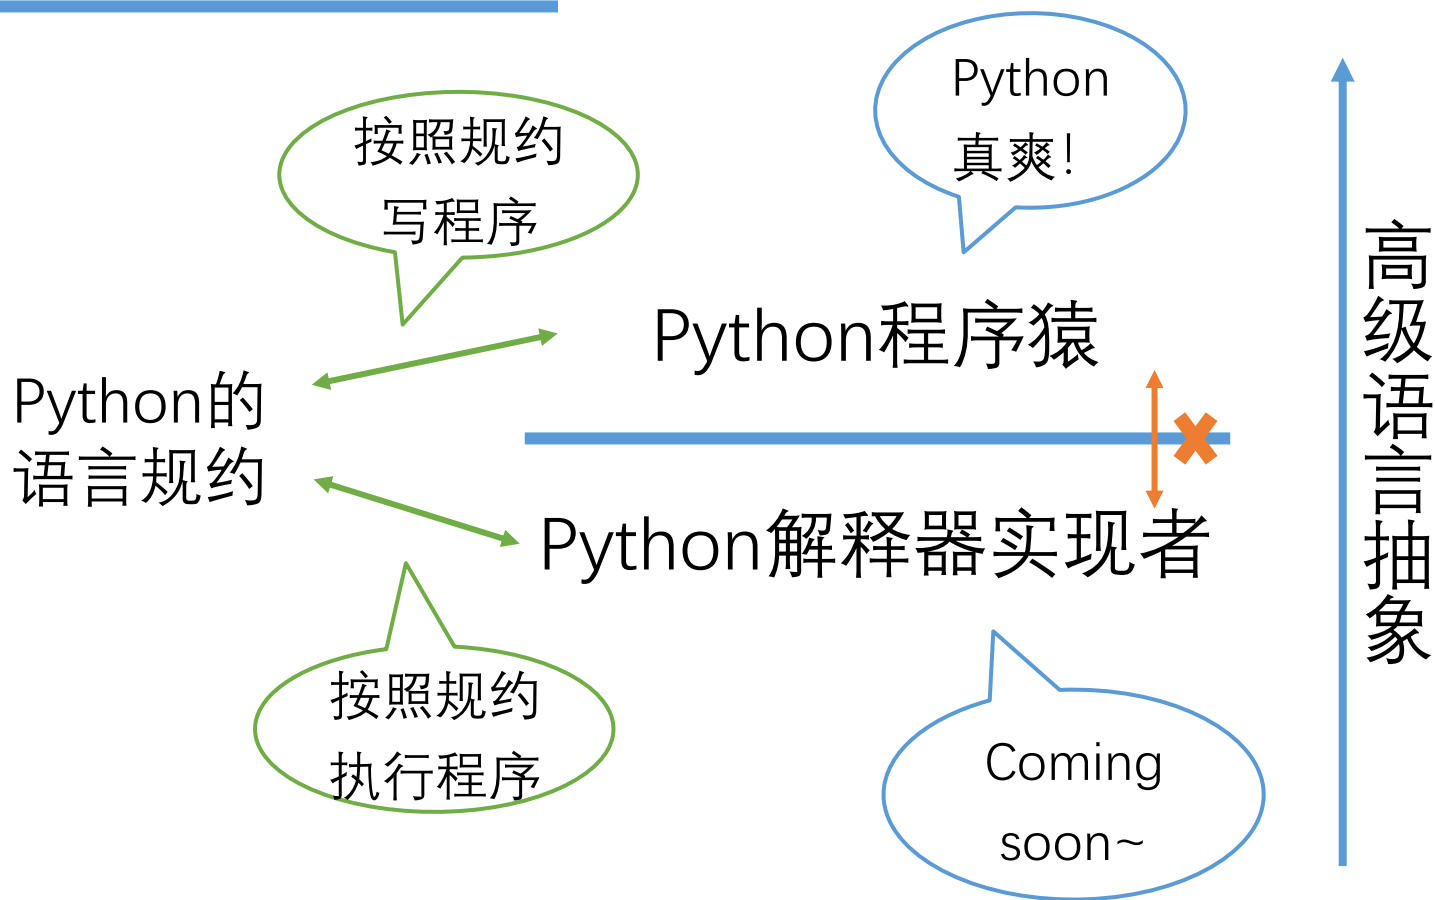 按照规约
写程序
Python
真爽！
Python程序猿
Python的
语言规约
Python解释器实现者
按照规约
执行程序
Coming
soon~
高级语言抽象